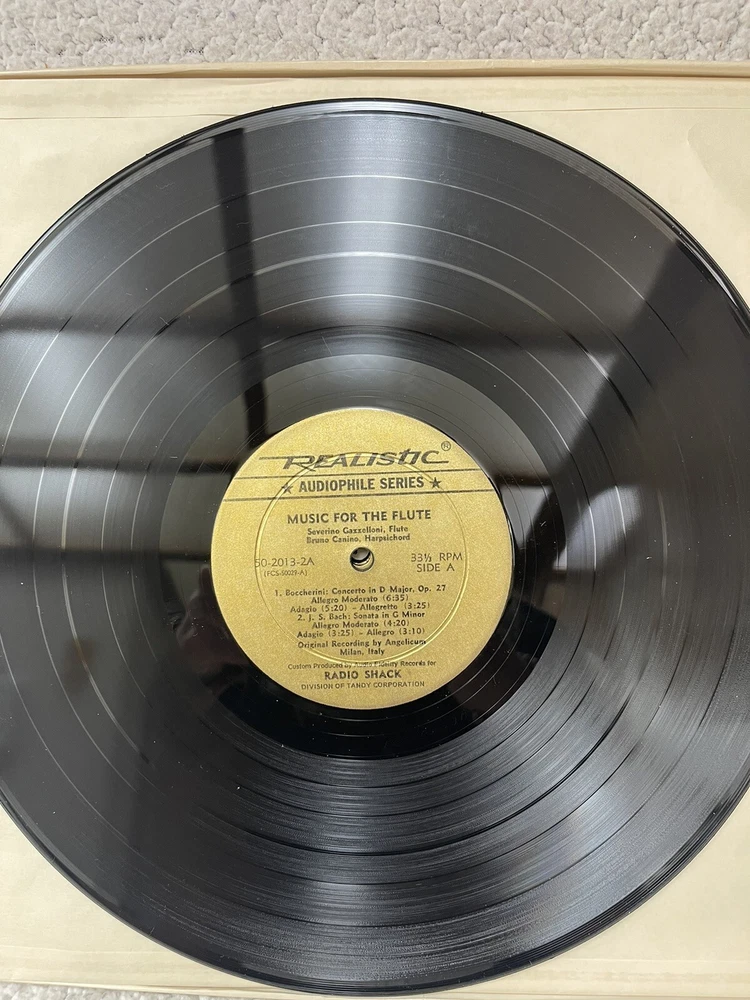 REALISTIC ®
★ AUDIOPHILE SERIES ★
MUSIC FOR THE FLUTE
Severino Gazzelloni, Flute
Bruno Canino, Harpsichord
50-2013-2A
(FCS-50029-A)
33⅓ RPM
SIDE A
1. Boccherini: Concerto in D Major, Op. 27
Allegro Moderato (6:35)
Adagio (5:20) - Allegretto (3:25)
2. J. S. Bach: Sonata in G Minor
Allegro Moderato (4:20)
Adagio (3:25) - Allegro (3:10)
Original Recording by Angelicum
Milan, Italy
Custom Produced by Audio Fidelity Records for
RADIO SHACK
DIVISION OF TANDY CORPORATION